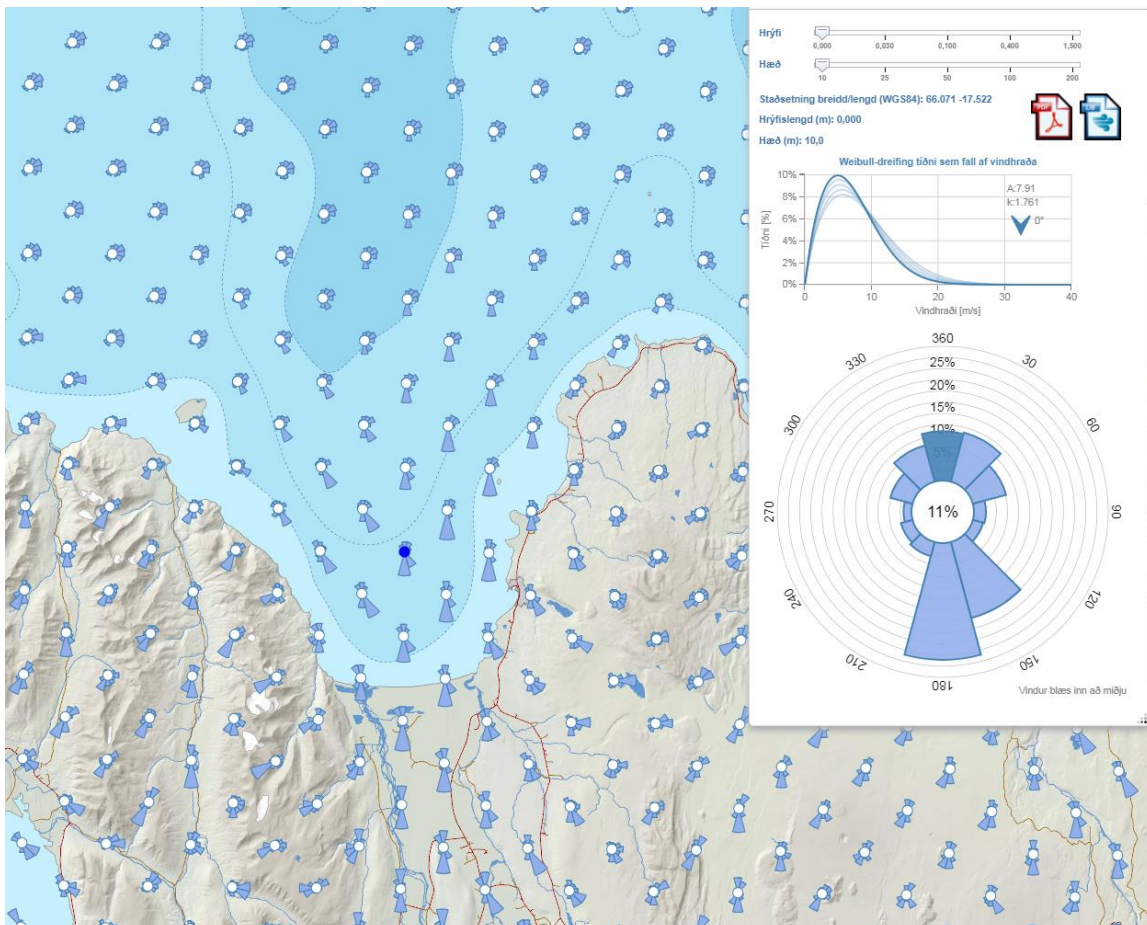 Hrýfi
0,000 0,030 0,100 0,400 1,500
Hæð
10 25 50 100 200
Staðsetning breidd/lengd (WGS84): 66.071 -17.522
Hrýfislengd (m): 0,000
Hæð (m): 10,0
PDF
LIB
Weibull-dreifing tíðni sem fall af vindhraða
10%
8%
6%
4%
2%
0%
Tíðni [%]
A:7.91
k:1.761
0°
0 10 20 30 40
Vindhraði [m/s]
360
30
60
90
120
150
180
210
240
270
300
330
25%
20%
15%
10%
5%
11%
Vindur blæs inn að miðju